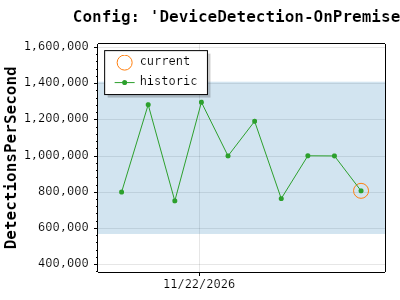 Config: 'DeviceDetection-OnPremise
1,600,000
1,400,000
1,200,000
1,000,000
800,000
600,000
400,000
DetectionsPerSecond
current
historic
11/22/2026